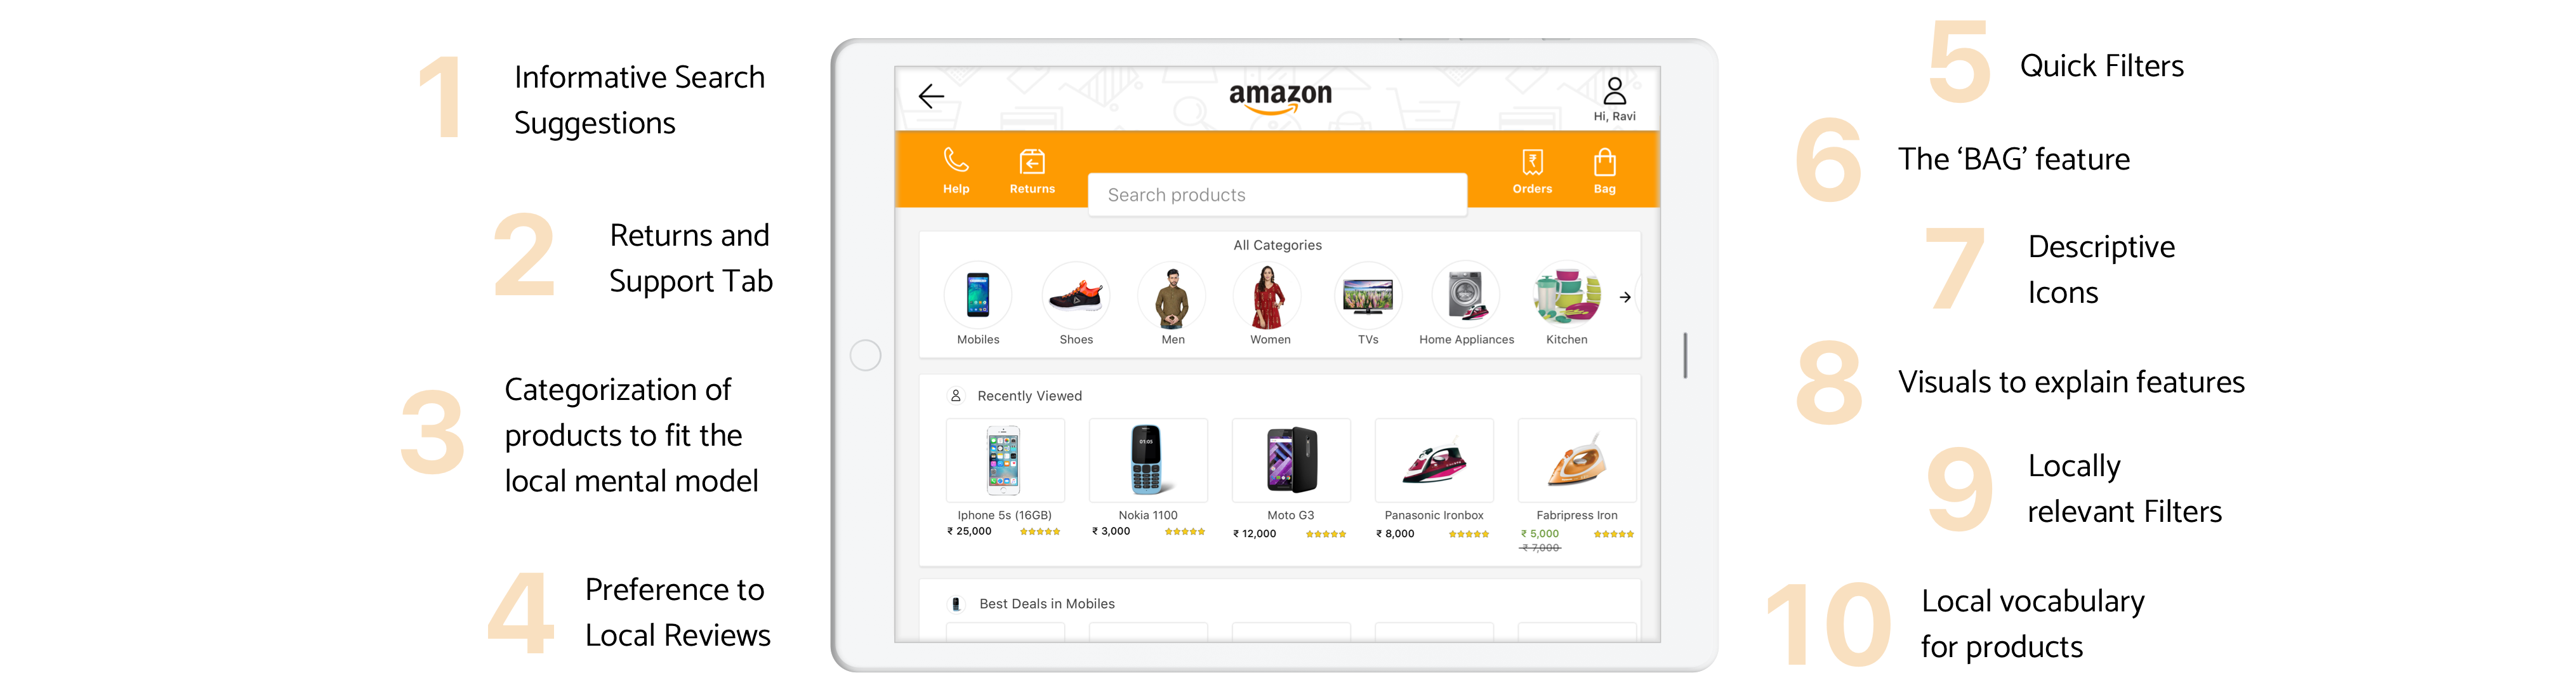 1
Informative Search
Suggestions
2
Returns and
Support Tab
3
Categorization of
products to fit the
local mental model
4
Preference to
Local Reviews
amazon
Hi, Ravi
Help
Returns
Search products
Orders
Bag
All Categories
Mobiles
Shoes
Men
Women
TVs
Home Appliances
Kitchen
Recently Viewed
01:05
Iphone 5s (16GB)
₹ 25,000
Nokia 1100
₹ 3,000
Moto G3
₹ 12,000
Panasonic Ironbox
₹ 8,000
Fabripress Iron
₹ 5,000
₹ 7,000
Best Deals in Mobiles
5
Quick Filters
6
The ‘BAG’ feature
7
Descriptive
Icons
8
Visuals to explain features
9
Locally
relevant Filters
10
Local vocabulary
for products